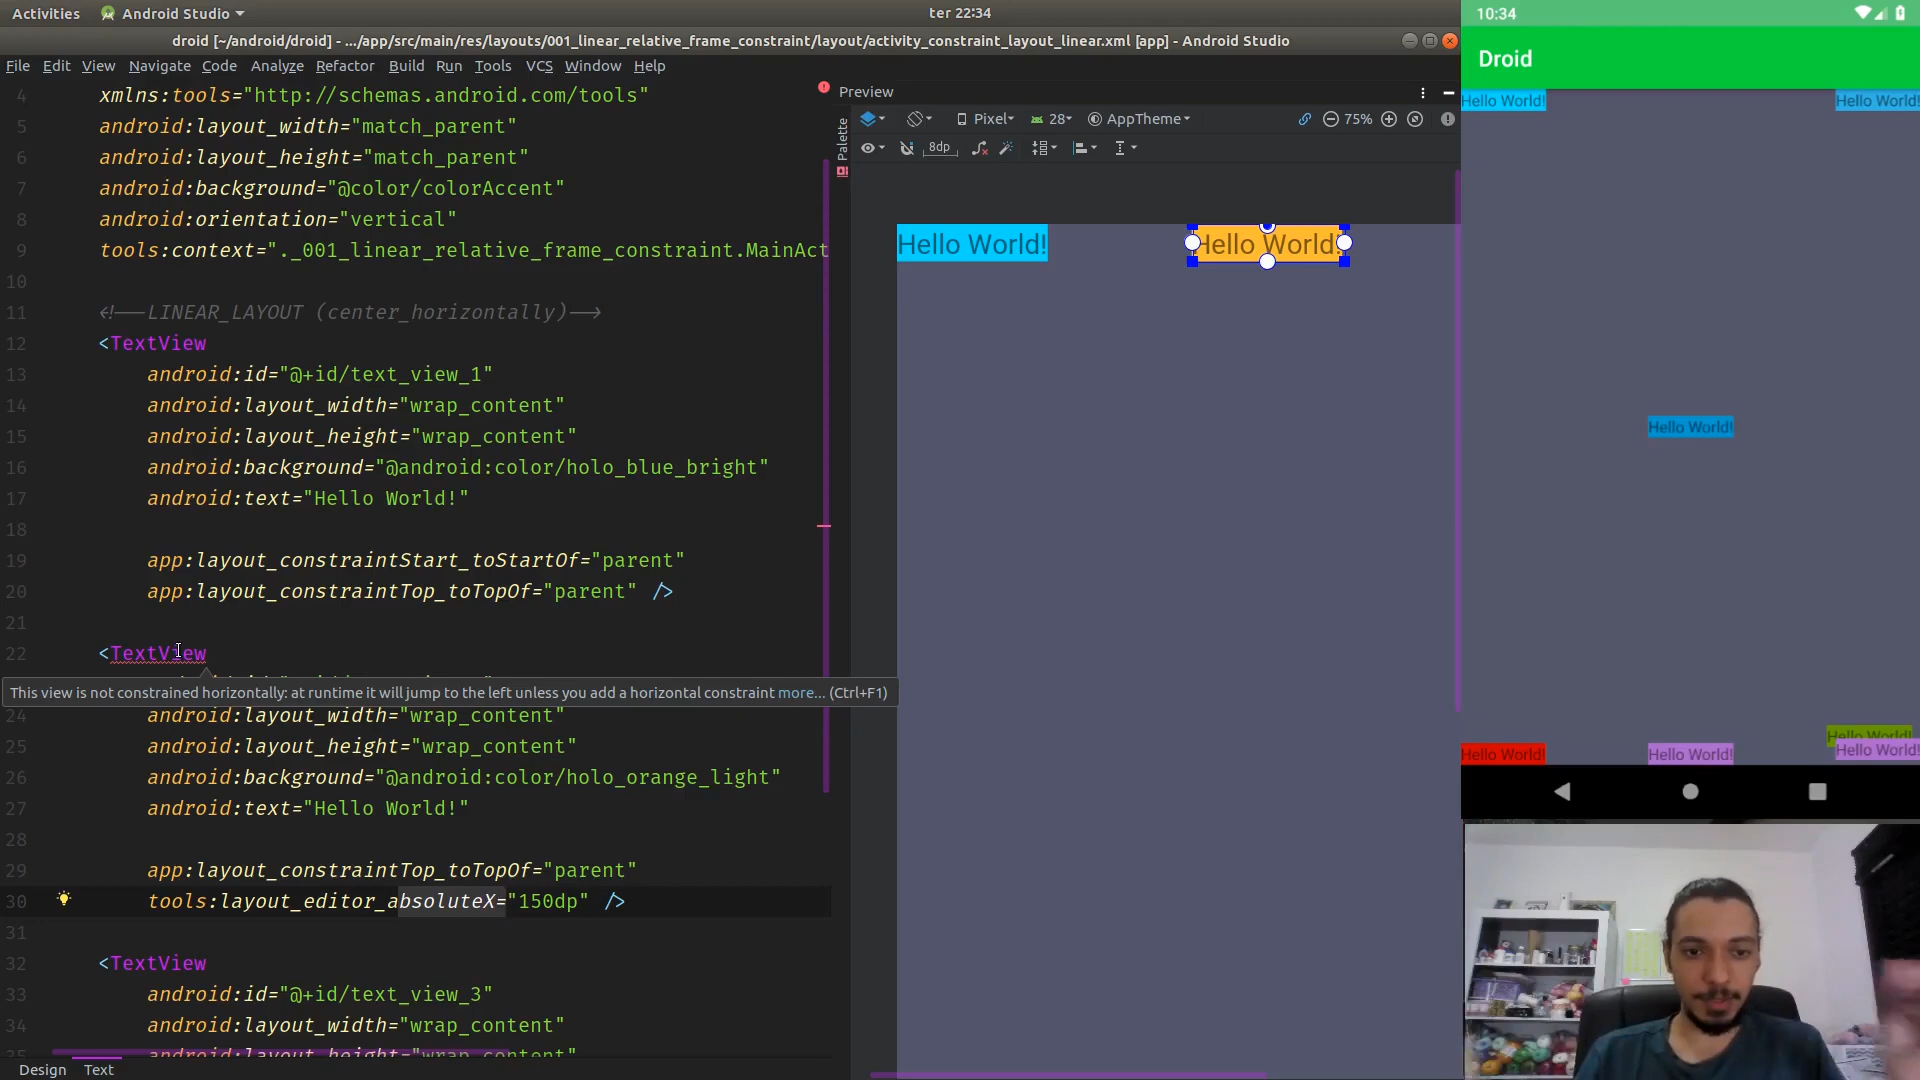 Activities
Android Studio
ter 22:34
droid [~/android/droid] - .../app/src/main/res/layouts/001_linear_relative_frame_constraint/layout/activity_constraint_layout_linear.xml [app] - Android Studio
File Edit View Navigate Code Analyze Refactor Build Run Tools VCS Window Help
4 xmlns:tools="http://schemas.android.com/tools"
5 android:layout_width="match_parent"
6 android:layout_height="match_parent"
7 android:background="@color/colorAccent"
8 android:orientation="vertical"
9 tools:context="._001_linear_relative_frame_constraint.MainAct
10
11 <!--LINEAR_LAYOUT (center_horizontally)-->
12 <TextView
13 android:id="@+id/text_view_1"
14 android:layout_width="wrap_content"
15 android:layout_height="wrap_content"
16 android:background="@android:color/holo_blue_bright"
17 android:text="Hello World!"
18
19 app:layout_constraintStart_toStartOf="parent"
20 app:layout_constraintTop_toTopOf="parent" />
21
22 <TextView
This view is not constrained horizontally: at runtime it will jump to the left unless you add a horizontal constraint more... (Ctrl+F1)
24 android:layout_width="wrap_content"
25 android:layout_height="wrap_content"
26 android:background="@android:color/holo_orange_light"
27 android:text="Hello World!"
28
29 app:layout_constraintTop_toTopOf="parent"
30 tools:layout_editor_absoluteX="150dp" />
31
32 <TextView
33 android:id="@+id/text_view_3"
34 android:layout_width="wrap_content"
35 android:layout_height="wrap_content"
Design Text
Palette
Preview
Pixel 28 AppTheme 75%
8dp
Hello World! Hello World!
10:34
Droid
Hello World! Hello World!
Hello World!
Hello World!
Hello World! Hello World! Hello World!